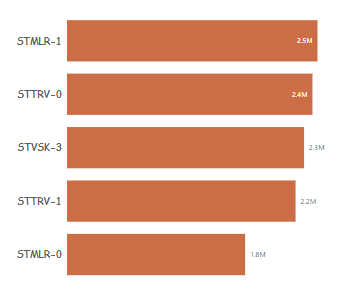 STMLR-1 2.5M
STTRV-0 2.4M
STVSK-3 2.3M
STTRV-1 2.2M
STMLR-0 1.8M